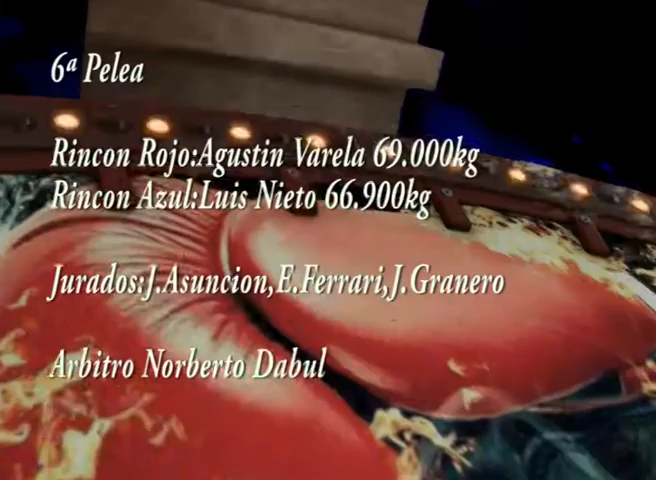 6ª Pelea
Rincon Rojo:Agustin Varela 69.000kg
Rincon Azul:Luis Nieto 66.900kg
Jurados:J.Asuncion,E.Ferrari,J.Granero
Arbitro Norberto Dabul